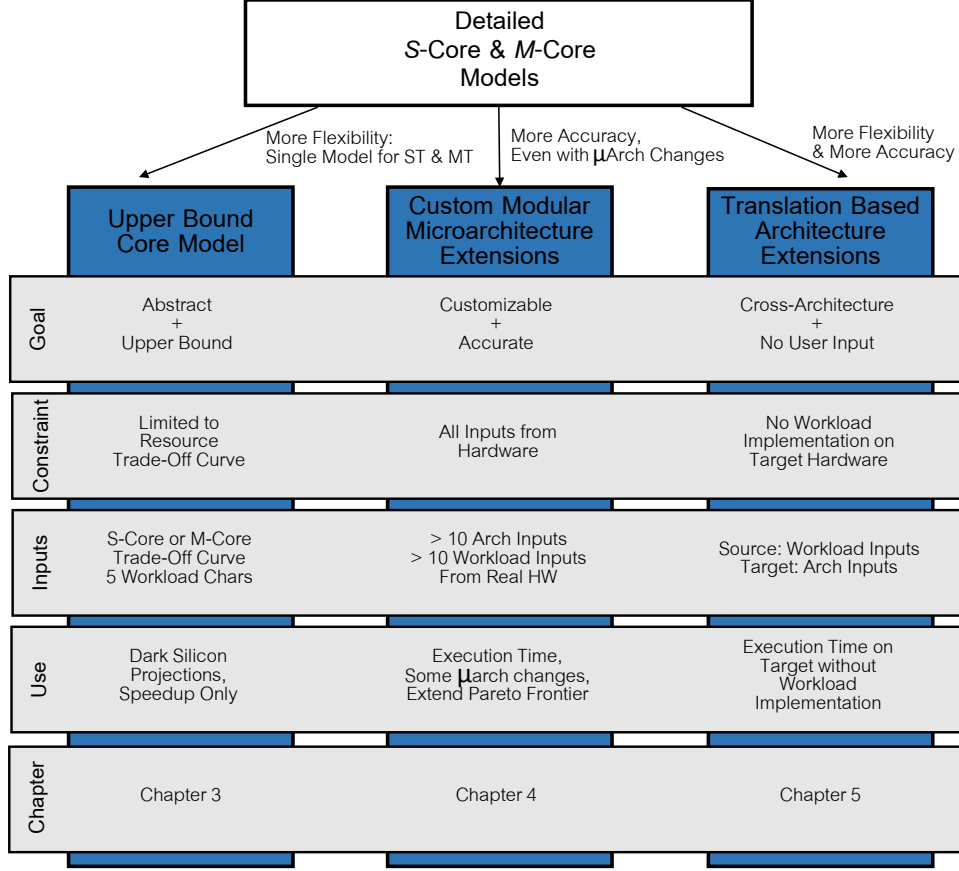 Detailed
S-Core & M-Core
Models
More Flexibility:
Single Model for ST & MT
More Accuracy,
Even with μArch Changes
More Flexibility
& More Accuracy
Upper Bound
Core Model
Custom Modular
Microarchitecture
Extensions
Translation Based
Architecture
Extensions
Goal
Abstract
+
Upper Bound
Customizable
+
Accurate
Cross-Architecture
+
No User Input
Constraint
Limited to
Resource
Trade-Off Curve
All Inputs from
Hardware
No Workload
Implementation on
Target Hardware
Inputs
S-Core or M-Core
Trade-Off Curve
5 Workload Chars
> 10 Arch Inputs
> 10 Workload Inputs
From Real HW
Source: Workload Inputs
Target: Arch Inputs
Use
Dark Silicon
Projections,
Speedup Only
Execution Time,
Some μarch changes,
Extend Pareto Frontier
Execution Time on
Target without
Workload
Implementation
Chapter
Chapter 3
Chapter 4
Chapter 5